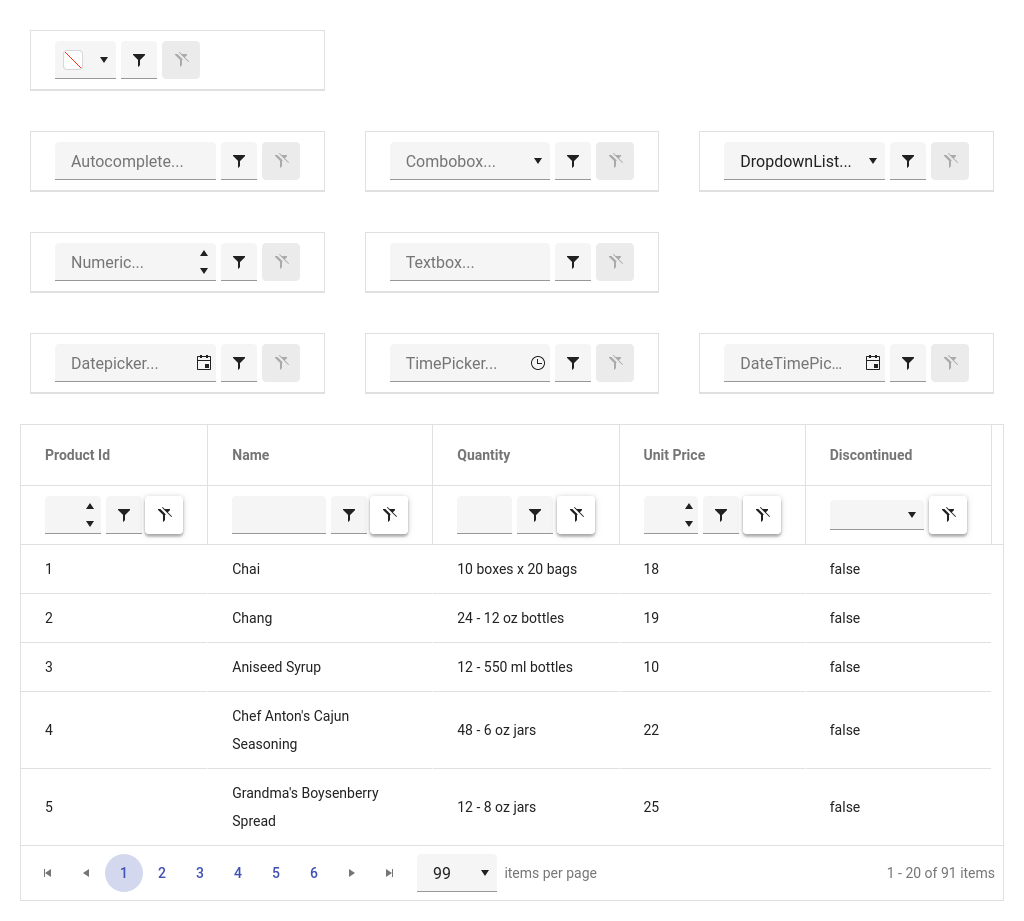 Autocomplete... Combobox... DropdownList...
Numeric... Textbox...
Datepicker... TimePicker... DateTimePic...
Product Id Name Quantity Unit Price Discontinued
1 Chai 10 boxes x 20 bags 18 false
2 Chang 24 - 12 oz bottles 19 false
3 Aniseed Syrup 12 - 550 ml bottles 10 false
4 Chef Anton's Cajun 48 - 6 oz jars 22 false
Seasoning
5 Grandma's Boysenberry 12 - 8 oz jars 25 false
Spread
1 2 3 4 5 6 99 items per page 1 - 20 of 91 items